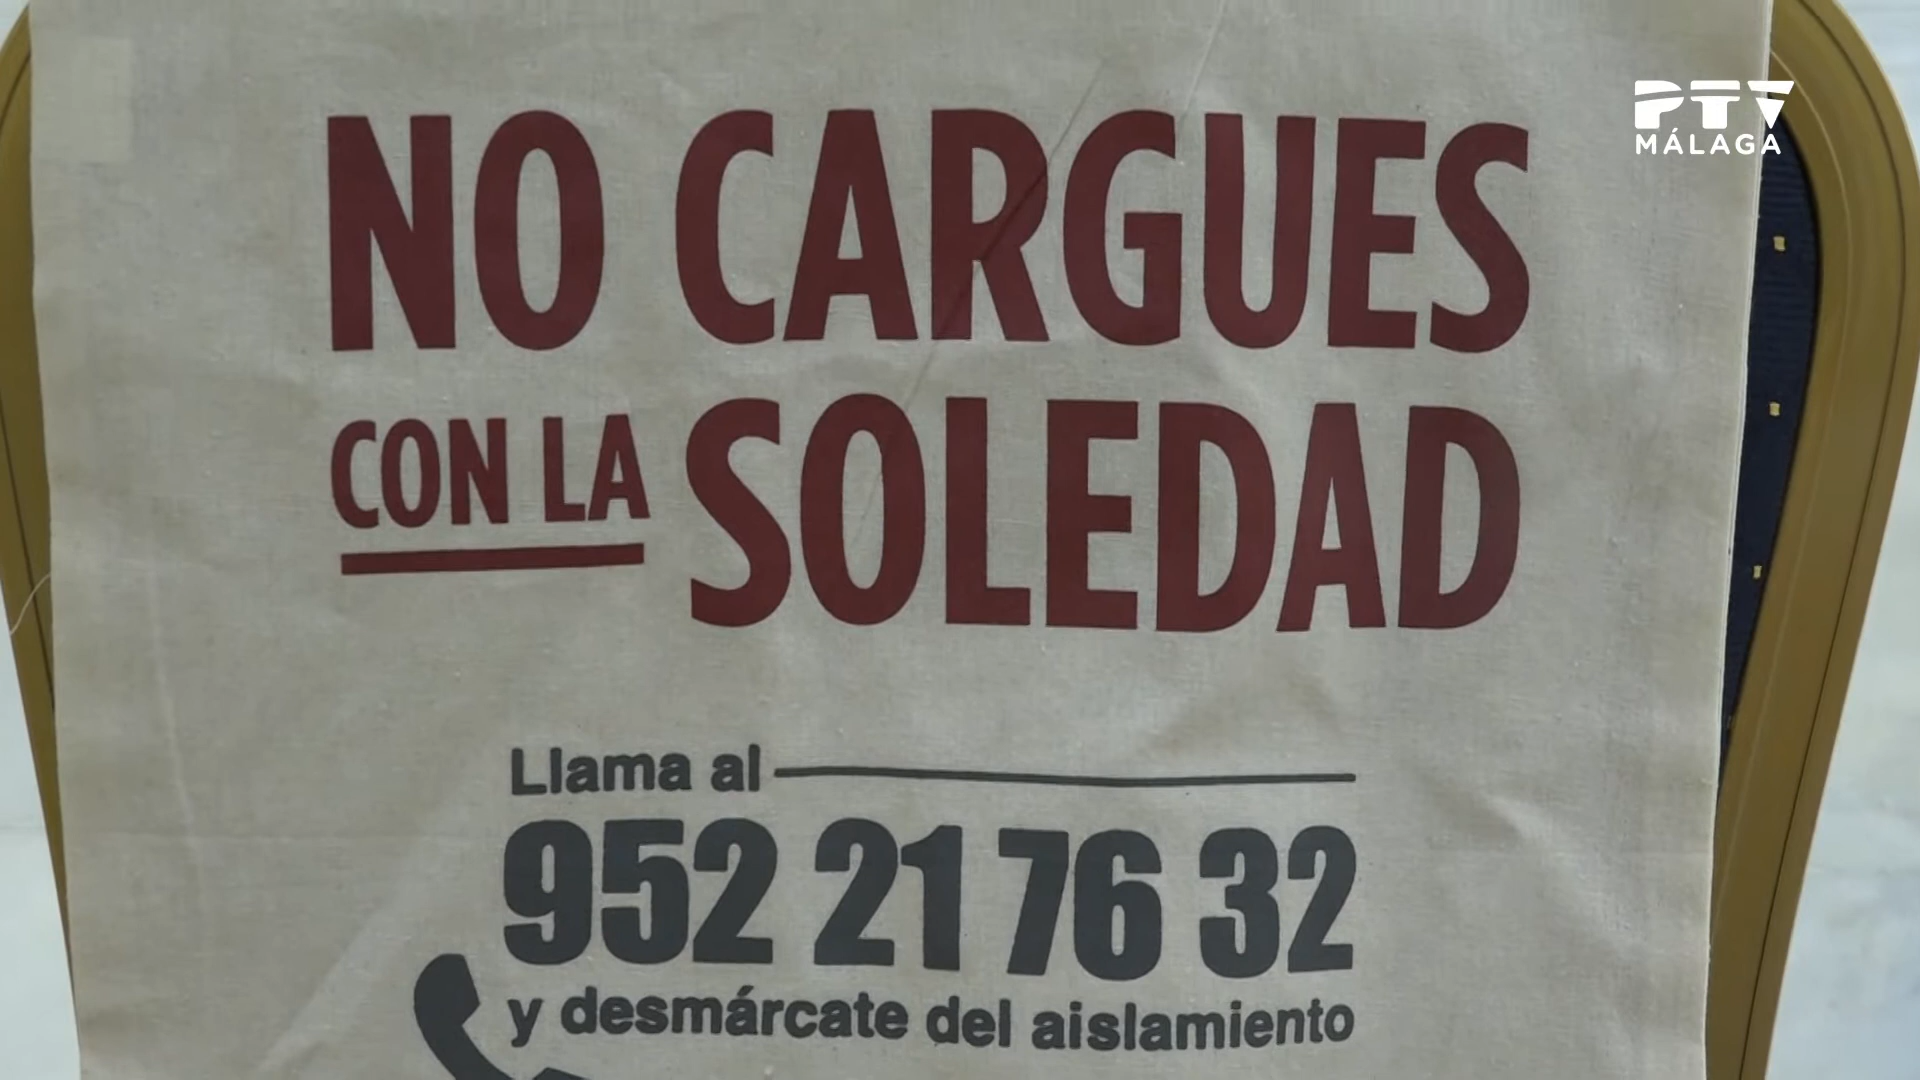 PTV
MÁLAGA
NO CARGUES
CON LA SOLEDAD
Llama al
952 21 76 32
y desmárcate del aislamiento